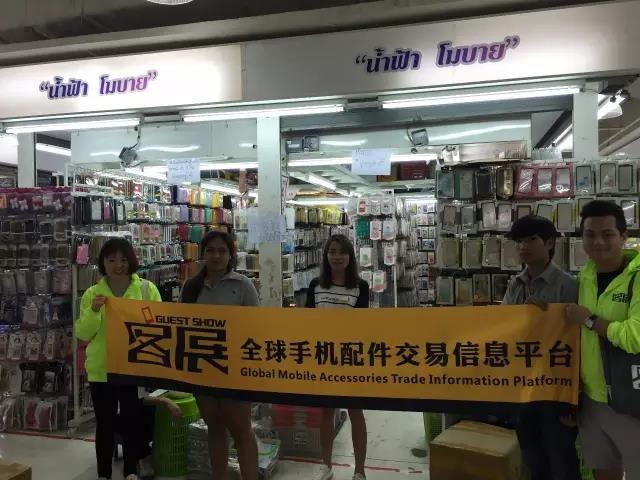 “น้ำฟ้า โมบาย”
“น้ำฟ้า โมบาย”
GUEST SHOW
客展 全球手机配件交易信息平台
Global Mobile Accessories Trade Information Platform